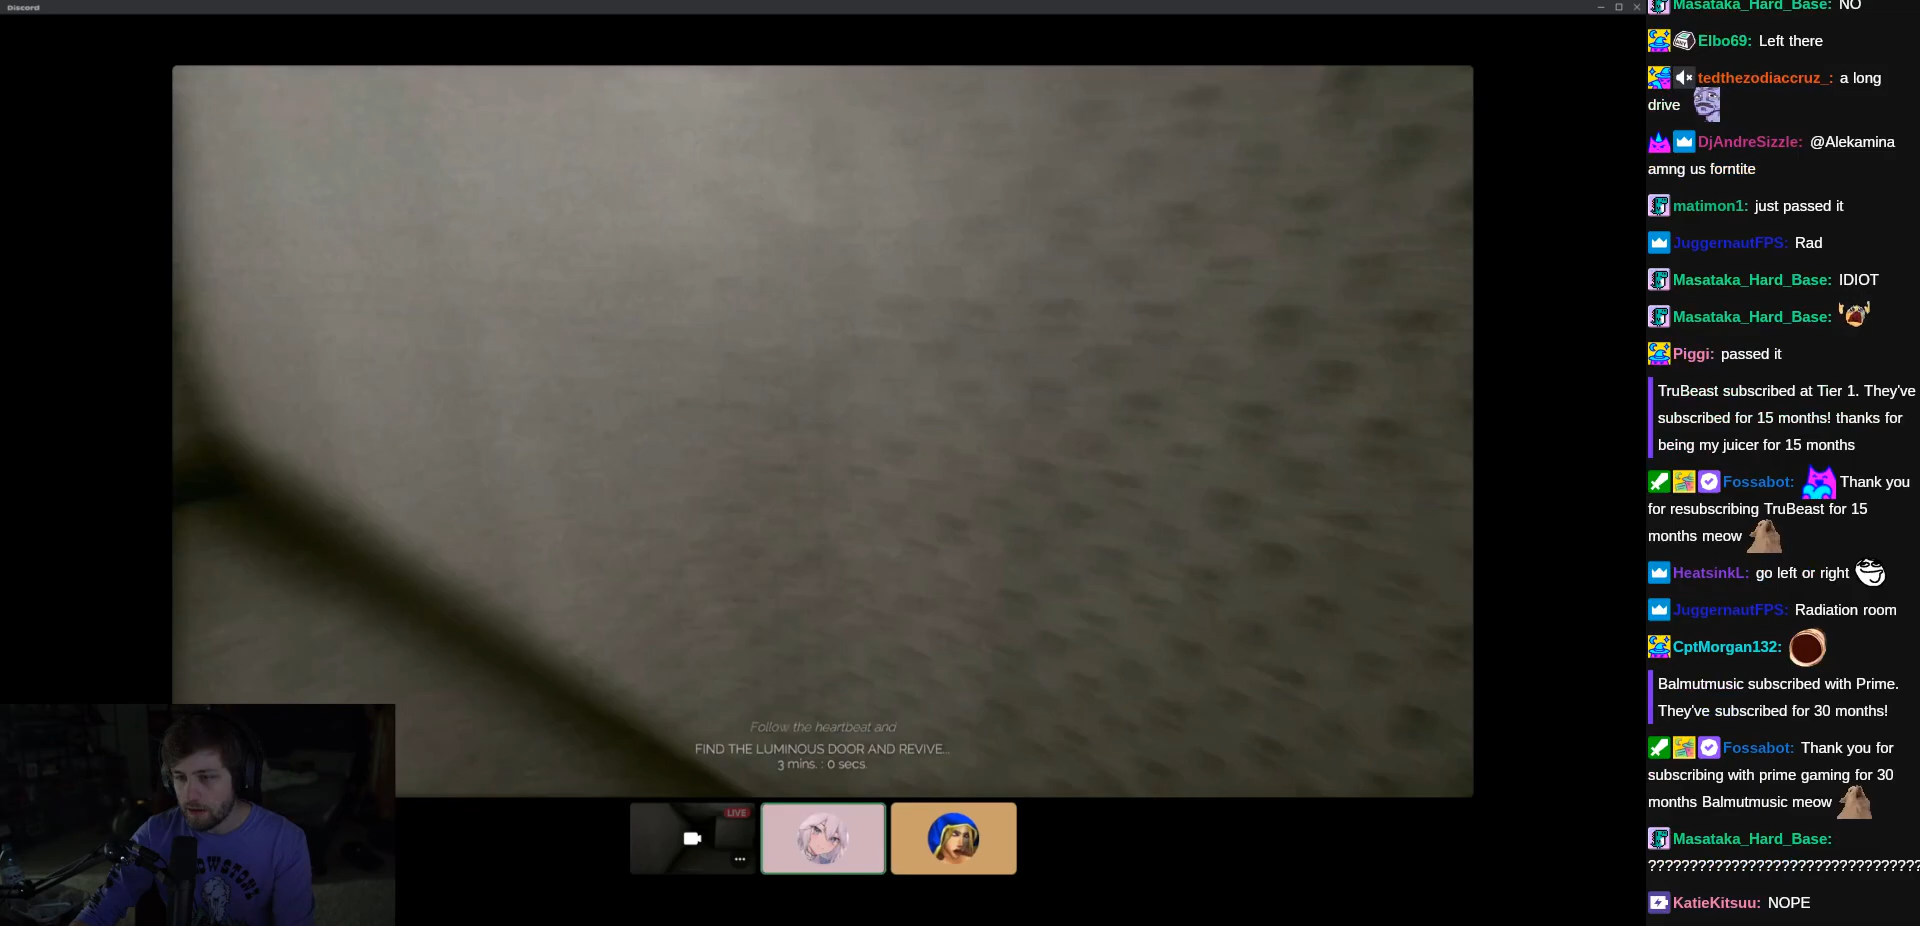 Discord
Masataka_Hard_Base: NO
Elbo69: Left there
tedthezodiaccruz_: a long
drive
DjAndreSizzle: @Alekamina
amng us forntite
matimon1: just passed it
JuggernautFPS: Rad
Masataka_Hard_Base: IDIOT
Masataka_Hard_Base:
Piggi: passed it
TruBeast subscribed at Tier 1. They've
subscribed for 15 months! thanks for
being my juicer for 15 months
Fossabot: Thank you
for resubscribing TruBeast for 15
months meow
HeatsinkL: go left or right
JuggernautFPS: Radiation room
CptMorgan132:
Balmutmusic subscribed with Prime.
They've subscribed for 30 months!
Fossabot: Thank you for
subscribing with prime gaming for 30
months Balmutmusic meow
Masataka_Hard_Base:
?????????????????????????????????
KatieKitsuu: NOPE
Follow the heartbeat and
FIND THE LUMINOUS DOOR AND REVIVE...
3 mins. : 0 secs.
LIVE